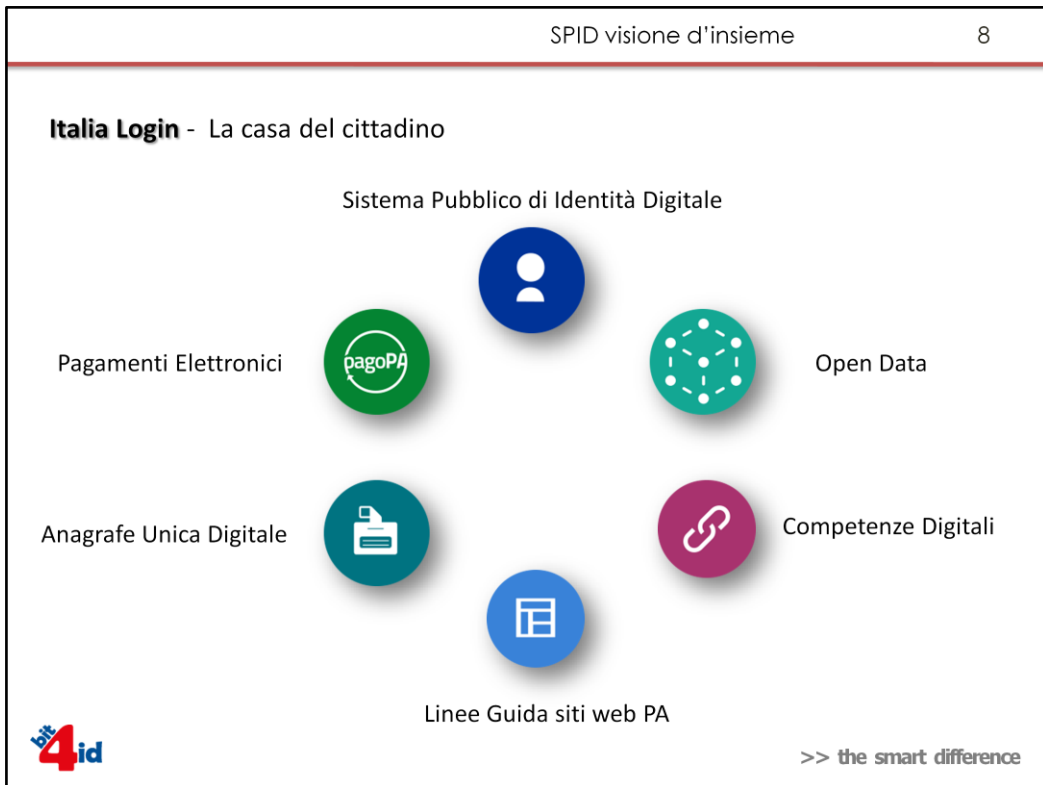 SPID visione d’insieme 8
Italia Login - La casa del cittadino
Sistema Pubblico di Identità Digitale
Pagamenti Elettronici
pagoPA
Open Data
Anagrafe Unica Digitale
Competenze Digitali
Linee Guida siti web PA
bit4id
>> the smart difference